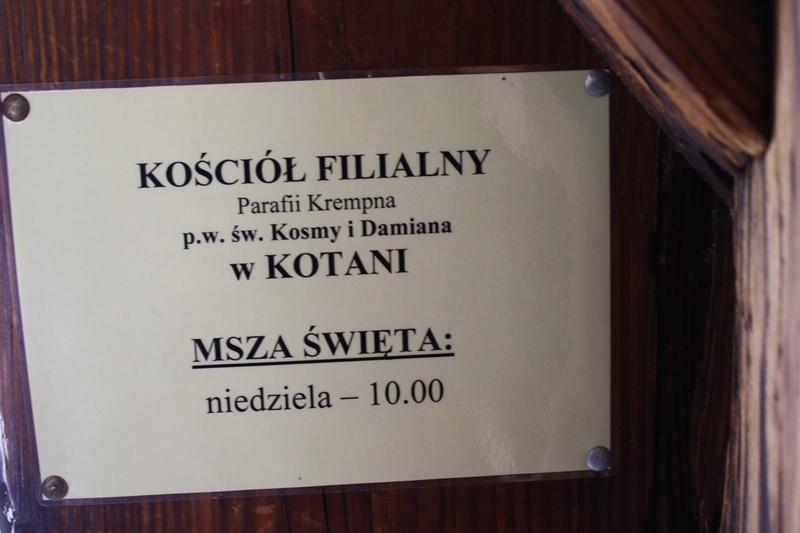 KOŚCIÓŁ FILIALNY
Parafii Krempna
p.w. św. Kosmy i Damiana
w KOTANI
MSZA ŚWIĘTA:
niedziela – 10.00